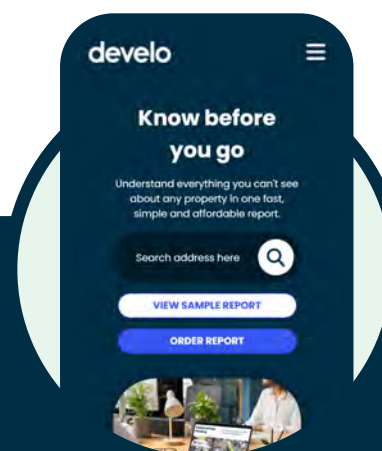 develo
Know before
you go
Understand everything you can't see
about any property in one fast,
simple and affordable report.
Search address here
VIEW SAMPLE REPORT
ORDER REPORT